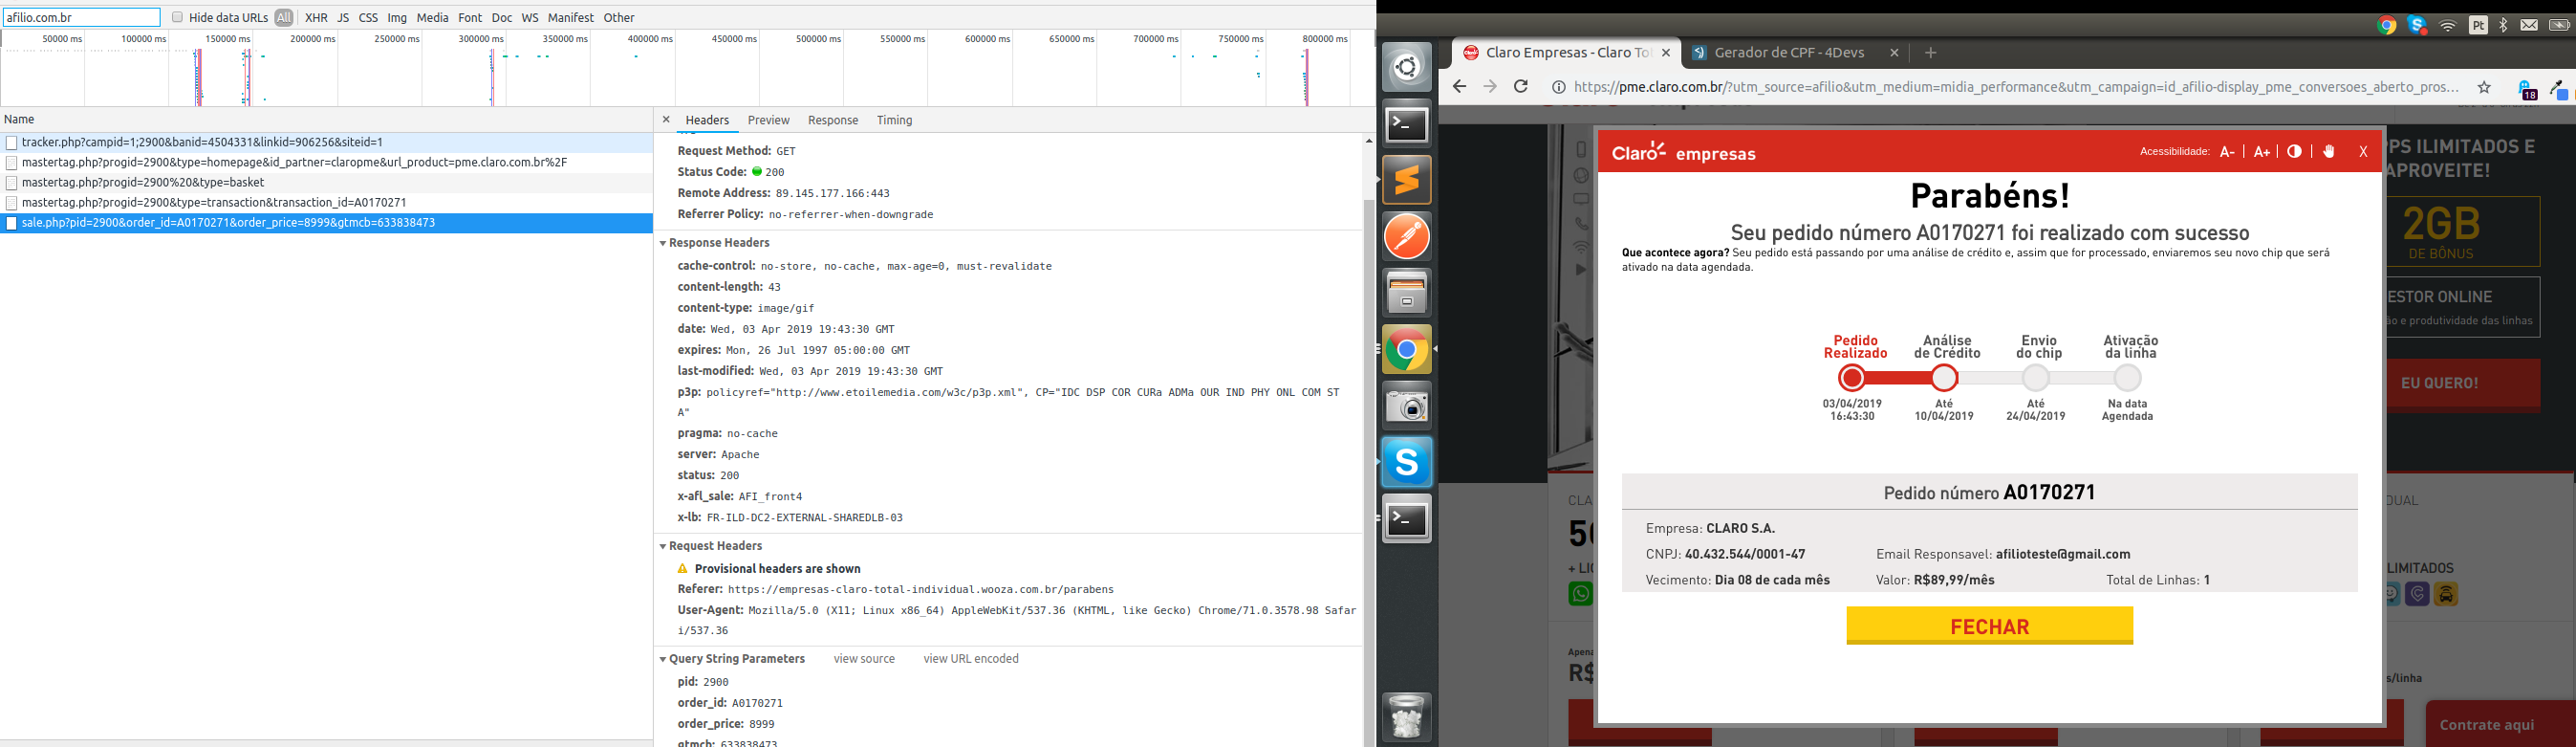 afilio.com.br
Hide data URLs All XHR JS CSS Img Media Font Doc WS Manifest Other
50000 ms 100000 ms 150000 ms 200000 ms 250000 ms 300000 ms 350000 ms 400000 ms 450000 ms 500000 ms 550000 ms 600000 ms 650000 ms 700000 ms 750000 ms 800000 ms
Name
tracker.php?campid=1;2900&banid=4504331&linkid=906256&siteid=1
mastertag.php?progid=2900&type=homepage&id_partner=claropme&url_product=pme.claro.com.br%2F
mastertag.php?progid=2900%20&type=basket
mastertag.php?progid=2900&type=transaction&transaction_id=A0170271
sale.php?pid=2900&order_id=A0170271&order_price=8999&gtmcb=633838473
× Headers Preview Response Timing
Request Method: GET
Status Code: 200
Remote Address: 89.145.177.166:443
Referrer Policy: no-referrer-when-downgrade
Response Headers
cache-control: no-store, no-cache, max-age=0, must-revalidate
content-length: 43
content-type: image/gif
date: Wed, 03 Apr 2019 19:43:30 GMT
expires: Mon, 26 Jul 1997 05:00:00 GMT
last-modified: Wed, 03 Apr 2019 19:43:30 GMT
p3p: policyref="http://www.etoilemedia.com/w3c/p3p.xml", CP="IDC DSP COR CURa ADMa OUR IND PHY ONL COM ST
A"
pragma: no-cache
server: Apache
status: 200
x-afl_sale: AFI_front4
x-lb: FR-ILD-DC2-EXTERNAL-SHAREDLB-03
Request Headers
Provisional headers are shown
Referer: https://empresas-claro-total-individual.wooza.com.br/parabens
User-Agent: Mozilla/5.0 (X11; Linux x86_64) AppleWebKit/537.36 (KHTML, like Gecko) Chrome/71.0.3578.98 Safar
i/537.36
Query String Parameters view source view URL encoded
pid: 2900
order_id: A0170271
order_price: 8999
gtmcb: 633838473
Pt
Claro Empresas - Claro To
Gerador de CPF - 4Devs
https://pme.claro.com.br/?utm_source=afilio&utm_medium=midia_performance&utm_campaign=id_afilio-display_pme_conversoes_aberto_pros...
18
Claro empresas
Acessibilidade: A- | A+ | | X
Parabéns!
Seu pedido número A0170271 foi realizado com sucesso
Que acontece agora? Seu pedido está passando por uma análise de crédito e, assim que for processado, enviaremos seu novo chip que será
ativado na data agendada.
Pedido Realizado
Análise de Crédito
Envio do chip
Ativação da linha
03/04/2019 16:43:30
Até 10/04/2019
Até 24/04/2019
Na data Agendada
Pedido número A0170271
Empresa: CLARO S.A.
CNPJ: 40.432.544/0001-47 Email Responsavel: afilioteste@gmail.com
Vecimento: Dia 08 de cada mês Valor: R$89,99/mês Total de Linhas: 1
FECHAR
PPS ILIMITADOS E
APROVEITE!
2GB
DE BÔNUS
ESTOR ONLINE
ão e produtividade das linhas
EU QUERO!
CLA
DUAL
+ LIG
LIMITADOS
Apena
R$
s/linha
Contrate aqui